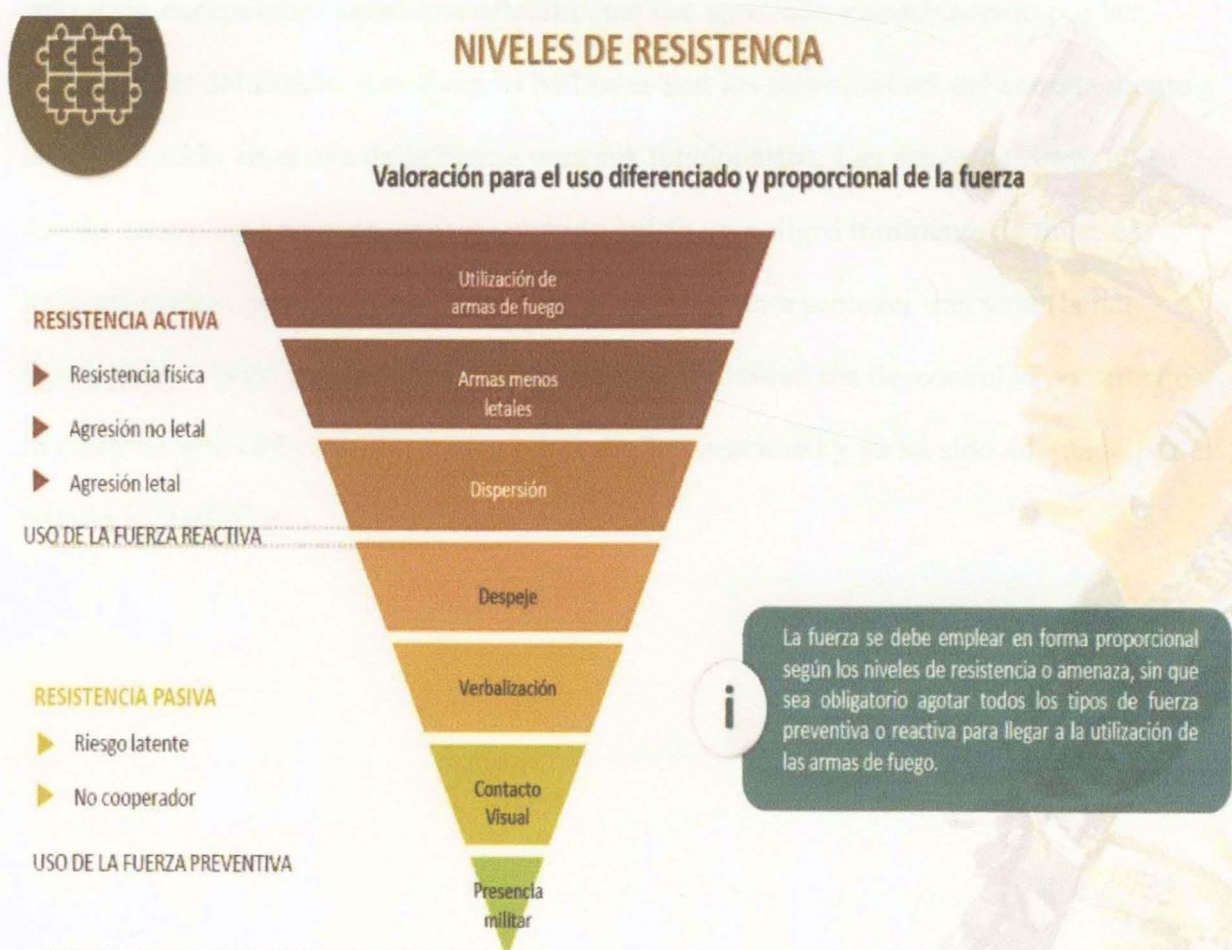 NIVELES DE RESISTENCIA
Valoración para el uso diferenciado y proporcional de la fuerza
Utilización de
armas de fuego
RESISTENCIA ACTIVA
Resistencia física
Agresión no letal
Agresión letal
USO DE LA FUERZA REACTIVA
Armas menos
letales
Dispersión
Despeje
Verbalización
RESISTENCIA PASIVA
Riesgo latente
No cooperador
USO DE LA FUERZA PREVENTIVA
Contacto
Visual
Presencia
militar
i
La fuerza se debe emplear en forma proporcional
según los niveles de resistencia o amenaza, sin que
sea obligatorio agotar todos los tipos de fuerza
preventiva o reactiva para llegar a la utilización de
las armas de fuego.